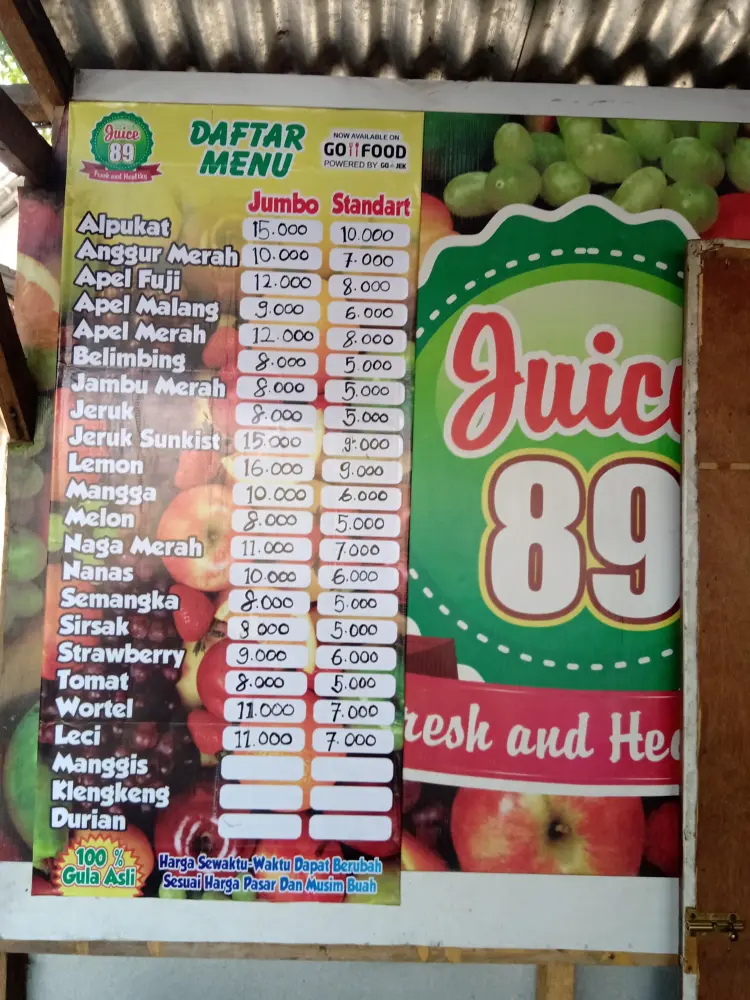 Juice
89
Fresh and Healthy
DAFTAR
MENU
NOW AVAILABLE ON
GO FOOD
POWERED BY GO-JEK
Jumbo Standart
Alpukat 15.000 10.000
Anggur Merah 10.000 7.000
Apel Fuji 12.000 8.000
Apel Malang 9.000 6.000
Apel Merah 12.000 8.000
Belimbing 8.000 5.000
Jambu Merah 8.000 5.000
Jeruk 8.000 5.000
Jeruk Sunkist 15.000 9.000
Lemon 16.000 9.000
Mangga 10.000 6.000
Melon 8.000 5.000
Naga Merah 11.000 7.000
Nanas 10.000 6.000
Semangka 8.000 5.000
Sirsak 5.000
Strawberry 9.000 6.000
Tomat 8.000 5.000
Wortel 11.000 7.000
Leci 11.000 7.000
Manggis
Klengkeng
Durian
100 %
Gula Asli
Harga Sewaktu-Waktu Dapat Berubah
Sesuai Harga Pasar Dan Musim Buah
Juic
89
resh and Hea